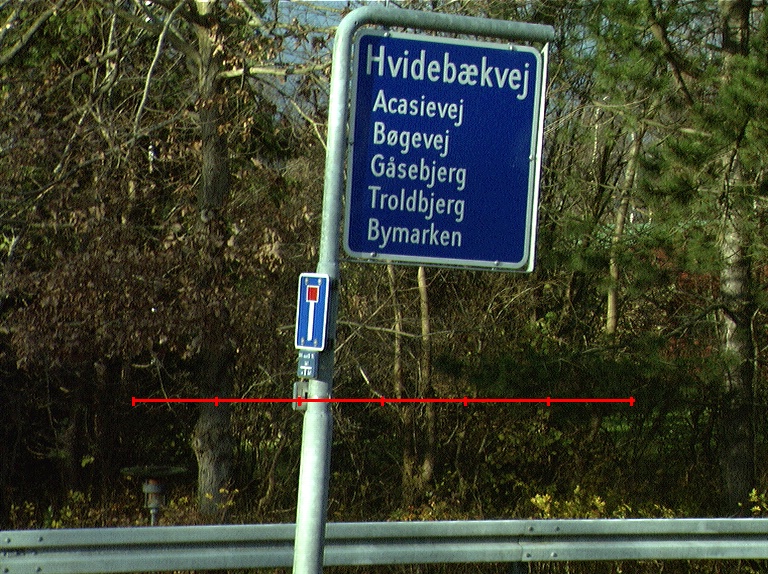 Hvidebækvej
Acasievej
Bøgevej
Gåsebjerg
Troldbjerg
Bymarken